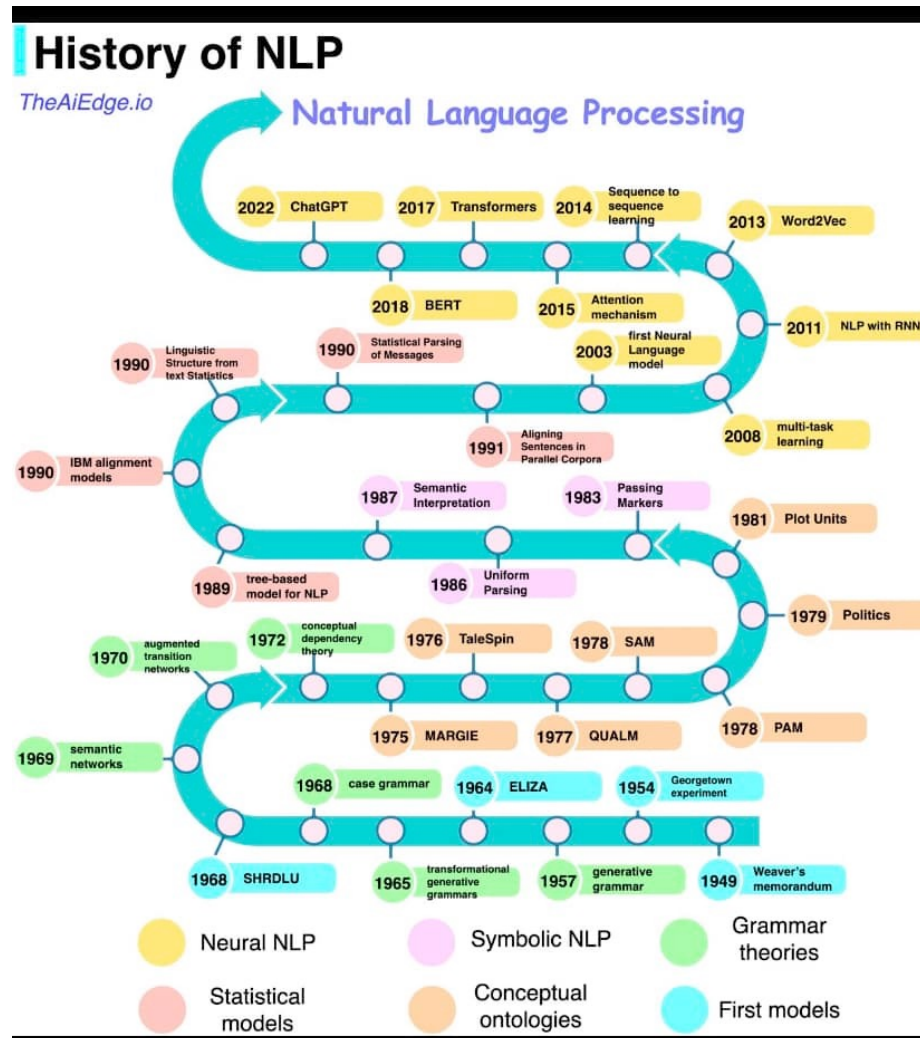 History of NLP
TheAiEdge.io
Natural Language Processing
2022 ChatGPT
2017 Transformers
2014 Sequence to
sequence
learning
2013 Word2Vec
2018 BERT
2015 Attention
mechanism
2011 NLP with RNN
1990 Linguistic
Structure from
text Statistics
1990 Statistical Parsing
of Messages
2003 first Neural
Language
model
1991 Aligning
Sentences in
Parallel Corpora
2008 multi-task
learning
1990 IBM alignment
models
1987 Semantic
Interpretation
1983 Passing
Markers
1981 Plot Units
1989 tree-based
model for NLP
1986 Uniform
Parsing
1979 Politics
1970 augmented
transition
networks
1972 conceptual
dependency
theory
1976 TaleSpin
1978 SAM
1975 MARGIE
1977 QUALM
1978 PAM
1969 semantic
networks
1968 case grammar
1964 ELIZA
1954 Georgetown
experiment
1968 SHRDLU
1965 transformational
generative
grammars
1957 generative
grammar
1949 Weaver's
memorandum
Neural NLP
Symbolic NLP
Grammar
theories
Statistical
models
Conceptual
ontologies
First models